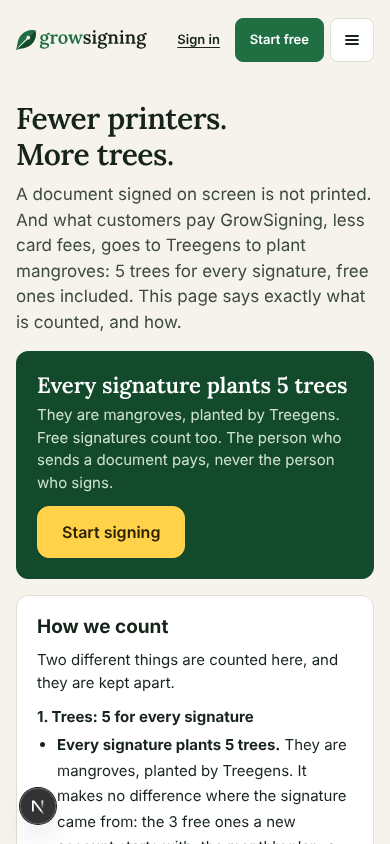 growsigning
Sign in
Start free
Fewer printers.
More trees.
A document signed on screen is not printed.
And what customers pay GrowSigning, less
card fees, goes to Treegens to plant
mangroves: 5 trees for every signature, free
ones included. This page says exactly what
is counted, and how.
Every signature plants 5 trees
They are mangroves, planted by Treegens.
Free signatures count too. The person who
sends a document pays, never the person
who signs.
Start signing
How we count
Two different things are counted here, and
they are kept apart.
1. Trees: 5 for every signature
• Every signature plants 5 trees. They are
mangroves, planted by Treegens. It
makes no difference where the signature
N
came from: the 3 free ones a new